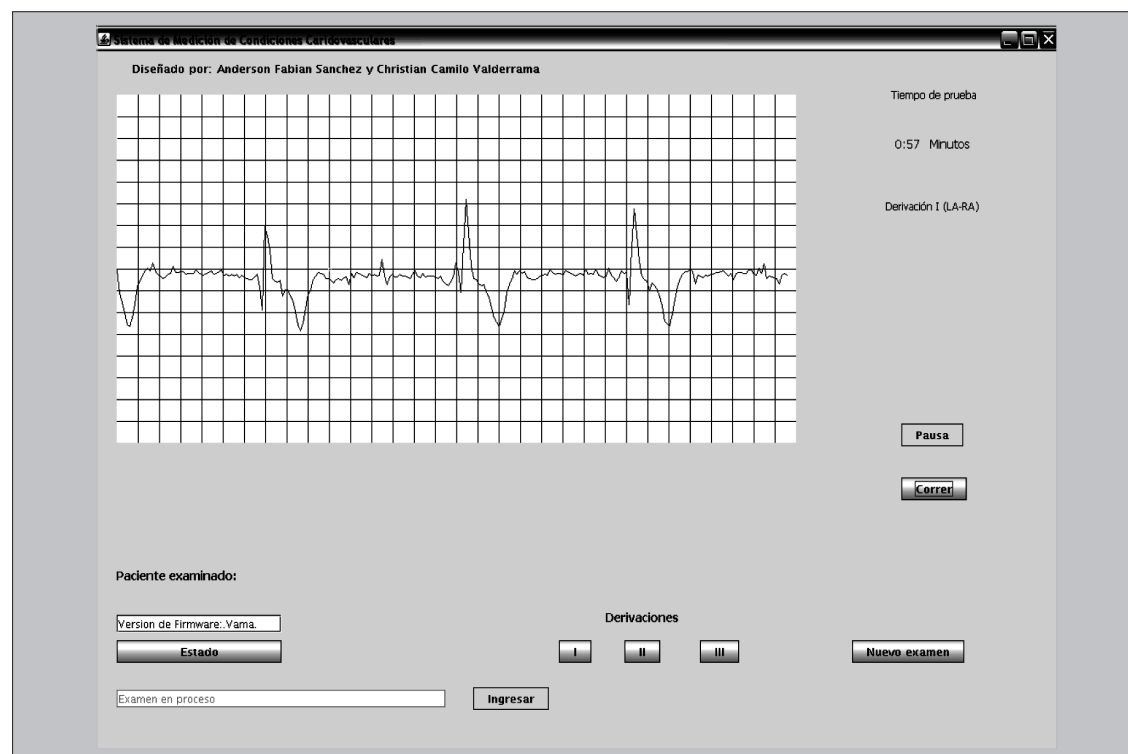 Sistema de Medición de Condiciones Caridovasculares
Diseñado por: Anderson Fabian Sanchez y Christian Camilo Valderrama
Tiempo de prueba
0:57 Minutos
Derivación I (LA-RA)
Pausa
Correr
Paciente examinado:
Version de Firmware:.Vama.
Derivaciones
Estado
I
II
III
Nuevo examen
Examen en proceso
Ingresar